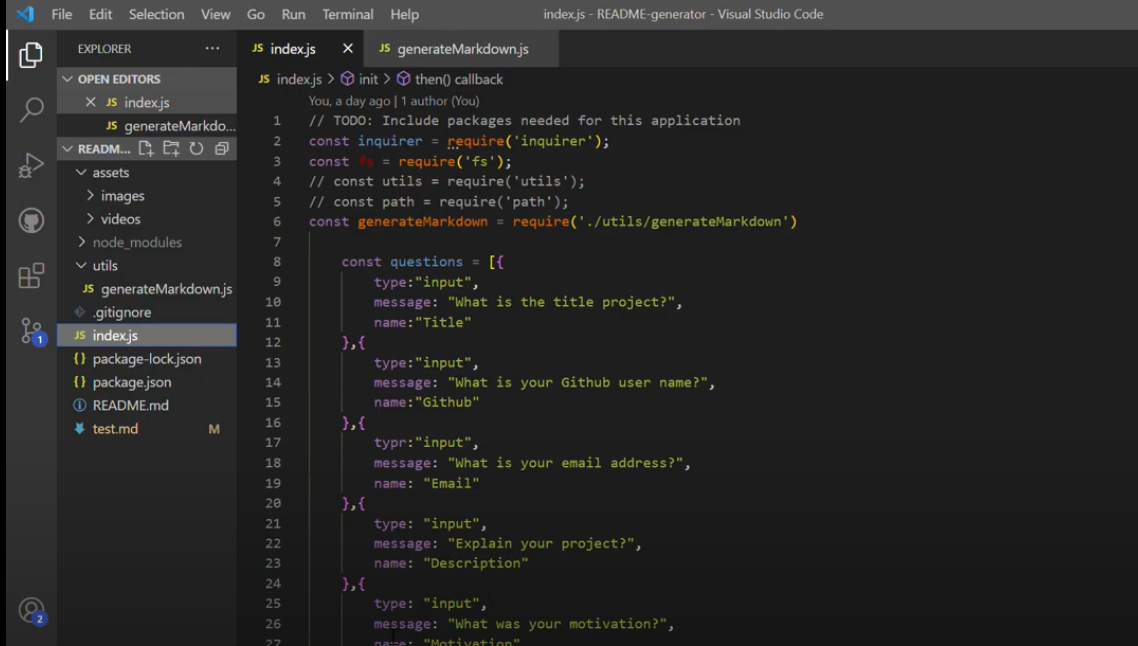 File Edit Selection View Go Run Terminal Help index.js - README-generator - Visual Studio Code
EXPLORER ...
JS index.js X JS generateMarkdown.js
OPEN EDITORS
JS index.js > init > then() callback
X JS index.js
You, a day ago | 1 author (You)
JS generateMarkdo...
READM...
assets
images
videos
node_modules
utils
JS generateMarkdown.js
.gitignore
JS index.js
{} package-lock.json
{} package.json
README.md
test.md M
1
2
1 // TODO: Include packages needed for this application
2 const inquirer = require('inquirer');
3 const fs = require('fs');
4 // const utils = require('utils');
5 // const path = require('path');
6 const generateMarkdown = require('./utils/generateMarkdown')
7
8 const questions = [{
9 type:"input",
10 message: "What is the title project?",
11 name:"Title"
12 },{
13 type:"input",
14 message: "What is your Github user name?",
15 name:"Github"
16 },{
17 typr:"input",
18 message: "What is your email address?",
19 name: "Email"
20 },{
21 type: "input",
22 message: "Explain your project?",
23 name: "Description"
24 },{
25 type: "input",
26 message: "What was your motivation?",
27 name: "Motivation"